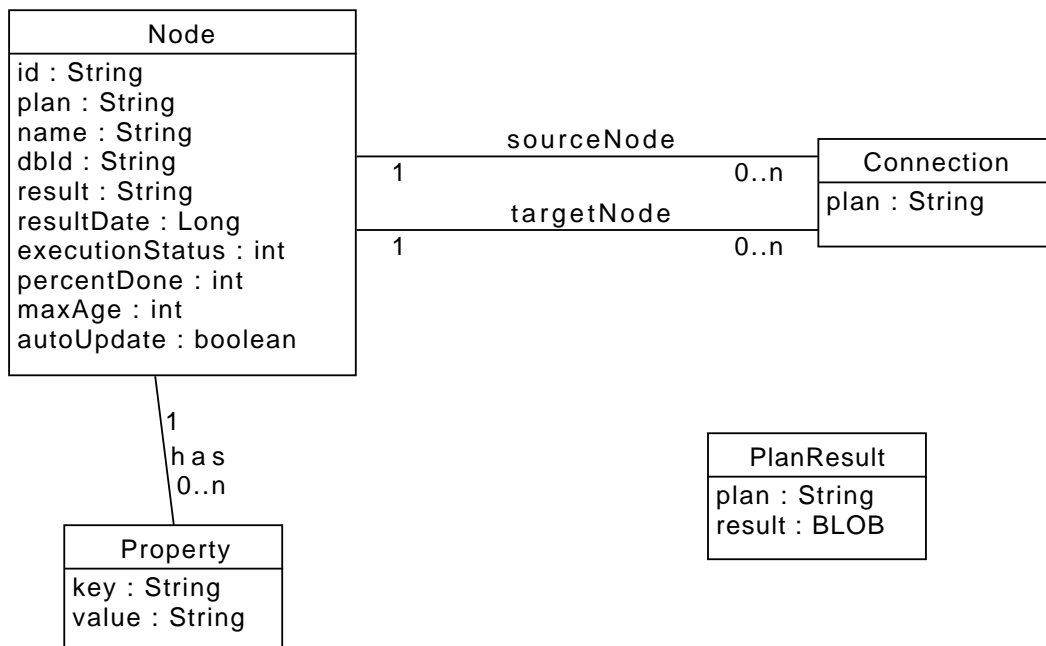 Node
id : String
plan : String
name : String
dbId : String
result : String
resultDate : Long
executionStatus : int
percentDone : int
maxAge : int
autoUpdate : boolean
sourceNode
1
0..n
targetNode
1
0..n
Connection
plan : String
1
has
0..n
Property
key : String
value : String
PlanResult
plan : String
result : BLOB